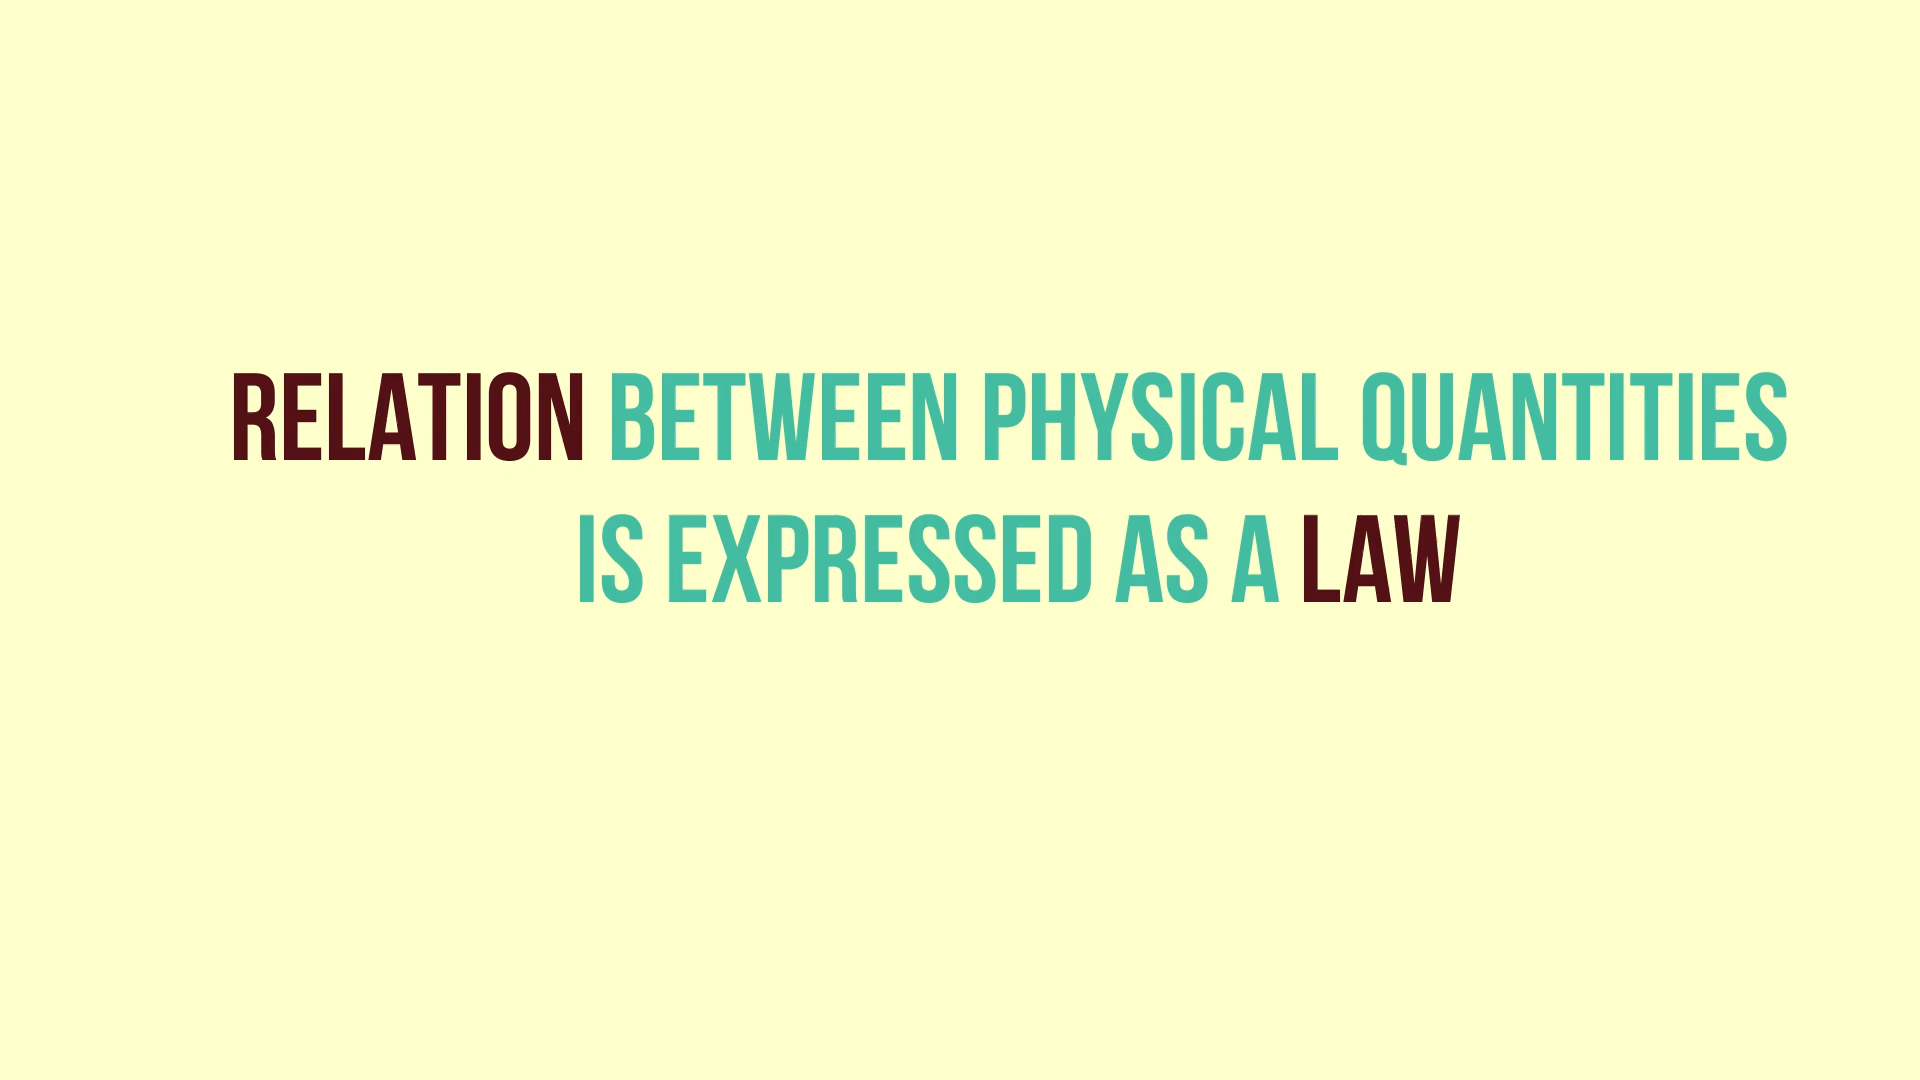 RELATION BETWEEN PHYSICAL QUANTITIES
IS EXPRESSED AS A LAW